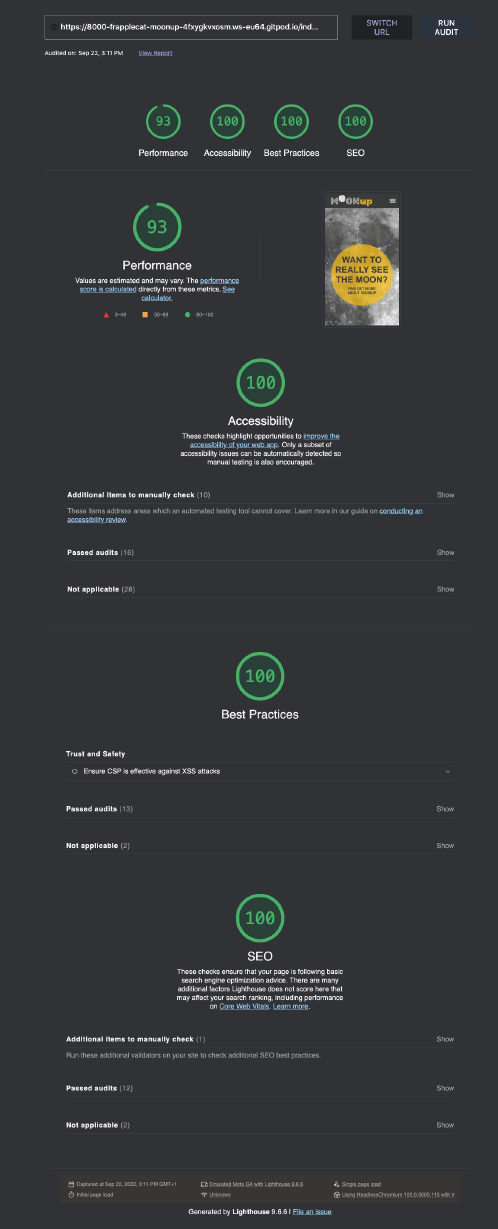 https://8000-frapplecat-moonup-4fxygkvxosm.ws-eu64.gitpod.io/ind...
SWITCH URL
RUN AUDIT
Audited on: Sep 22, 3:11 PM
View Report
93
100
100
100
Performance
Accessibility
Best Practices
SEO
93
Performance
Values are estimated and may vary. The performance
score is calculated directly from these metrics. See
calculator.
0–49
50–89
90–100
MOONup
WANT TO
REALLY SEE
THE MOON?
FIND OUT MORE
ABOUT MOONUP
100
Accessibility
These checks highlight opportunities to improve the
accessibility of your web app. Only a subset of
accessibility issues can be automatically detected so
manual testing is also encouraged.
Additional items to manually check (10)
Show
These items address areas which an automated testing tool cannot cover. Learn more in our guide on conducting an
accessibility review.
Passed audits (16)
Show
Not applicable (28)
Show
100
Best Practices
Trust and Safety
Ensure CSP is effective against XSS attacks
Passed audits (13)
Show
Not applicable (2)
Show
100
SEO
These checks ensure that your page is following basic
search engine optimization advice. There are many
additional factors Lighthouse does not score here that
may affect your search ranking, including performance
on Core Web Vitals. Learn more.
Additional items to manually check (1)
Show
Run these additional validators on your site to check additional SEO best practices.
Passed audits (12)
Show
Not applicable (2)
Show
Captured at Sep 22, 2022, 3:11 PM GMT+1
Emulated Moto G4 with Lighthouse 9.6.6
Single page load
Initial page load
Unknown
Using HeadlessChromium 102.0.5005.115 with lr
Generated by Lighthouse 9.6.6 | File an issue